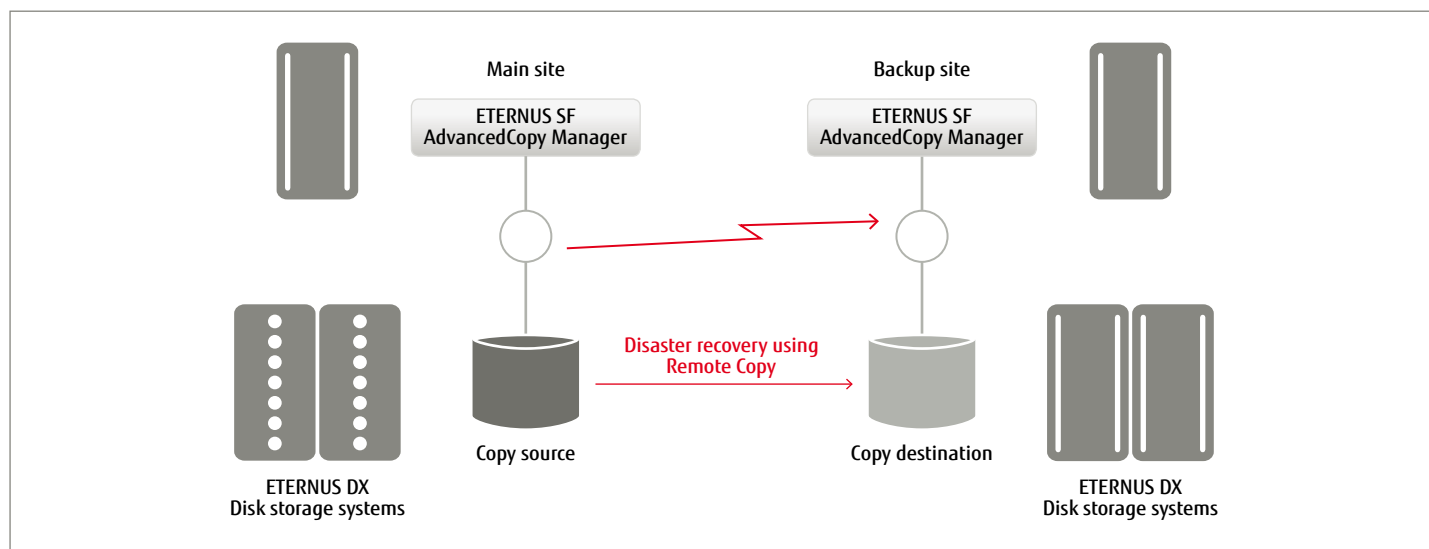 Main site
Backup site
ETERNUS SF
AdvancedCopy Manager
ETERNUS SF
AdvancedCopy Manager
Disaster recovery using
Remote Copy
Copy source
Copy destination
ETERNUS DX
Disk storage systems
ETERNUS DX
Disk storage systems